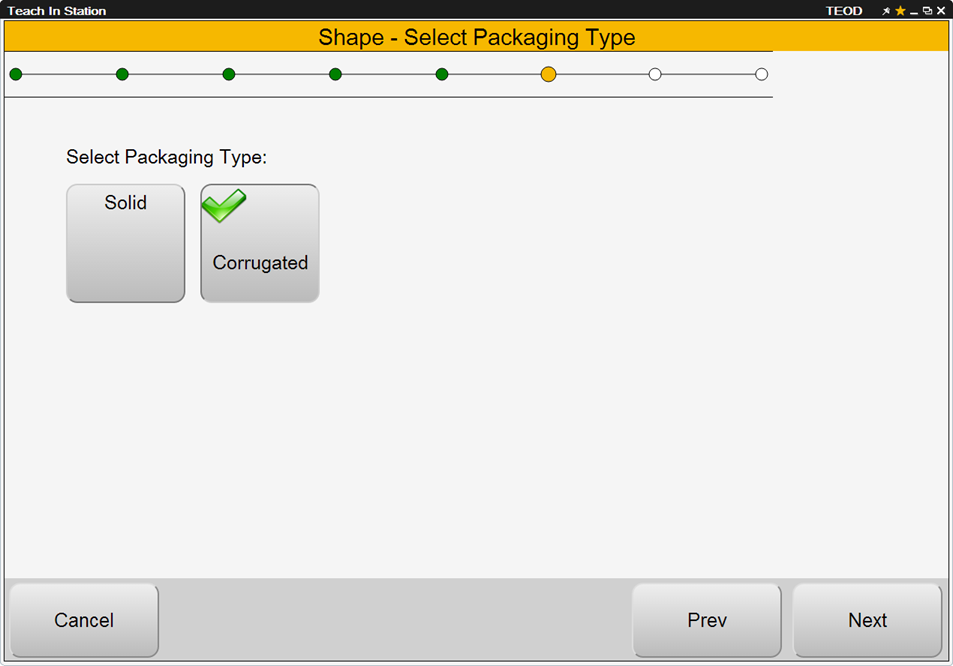 Teach In Station TEOD
Shape - Select Packaging Type
Select Packaging Type:
Solid
Corrugated
Cancel Prev Next